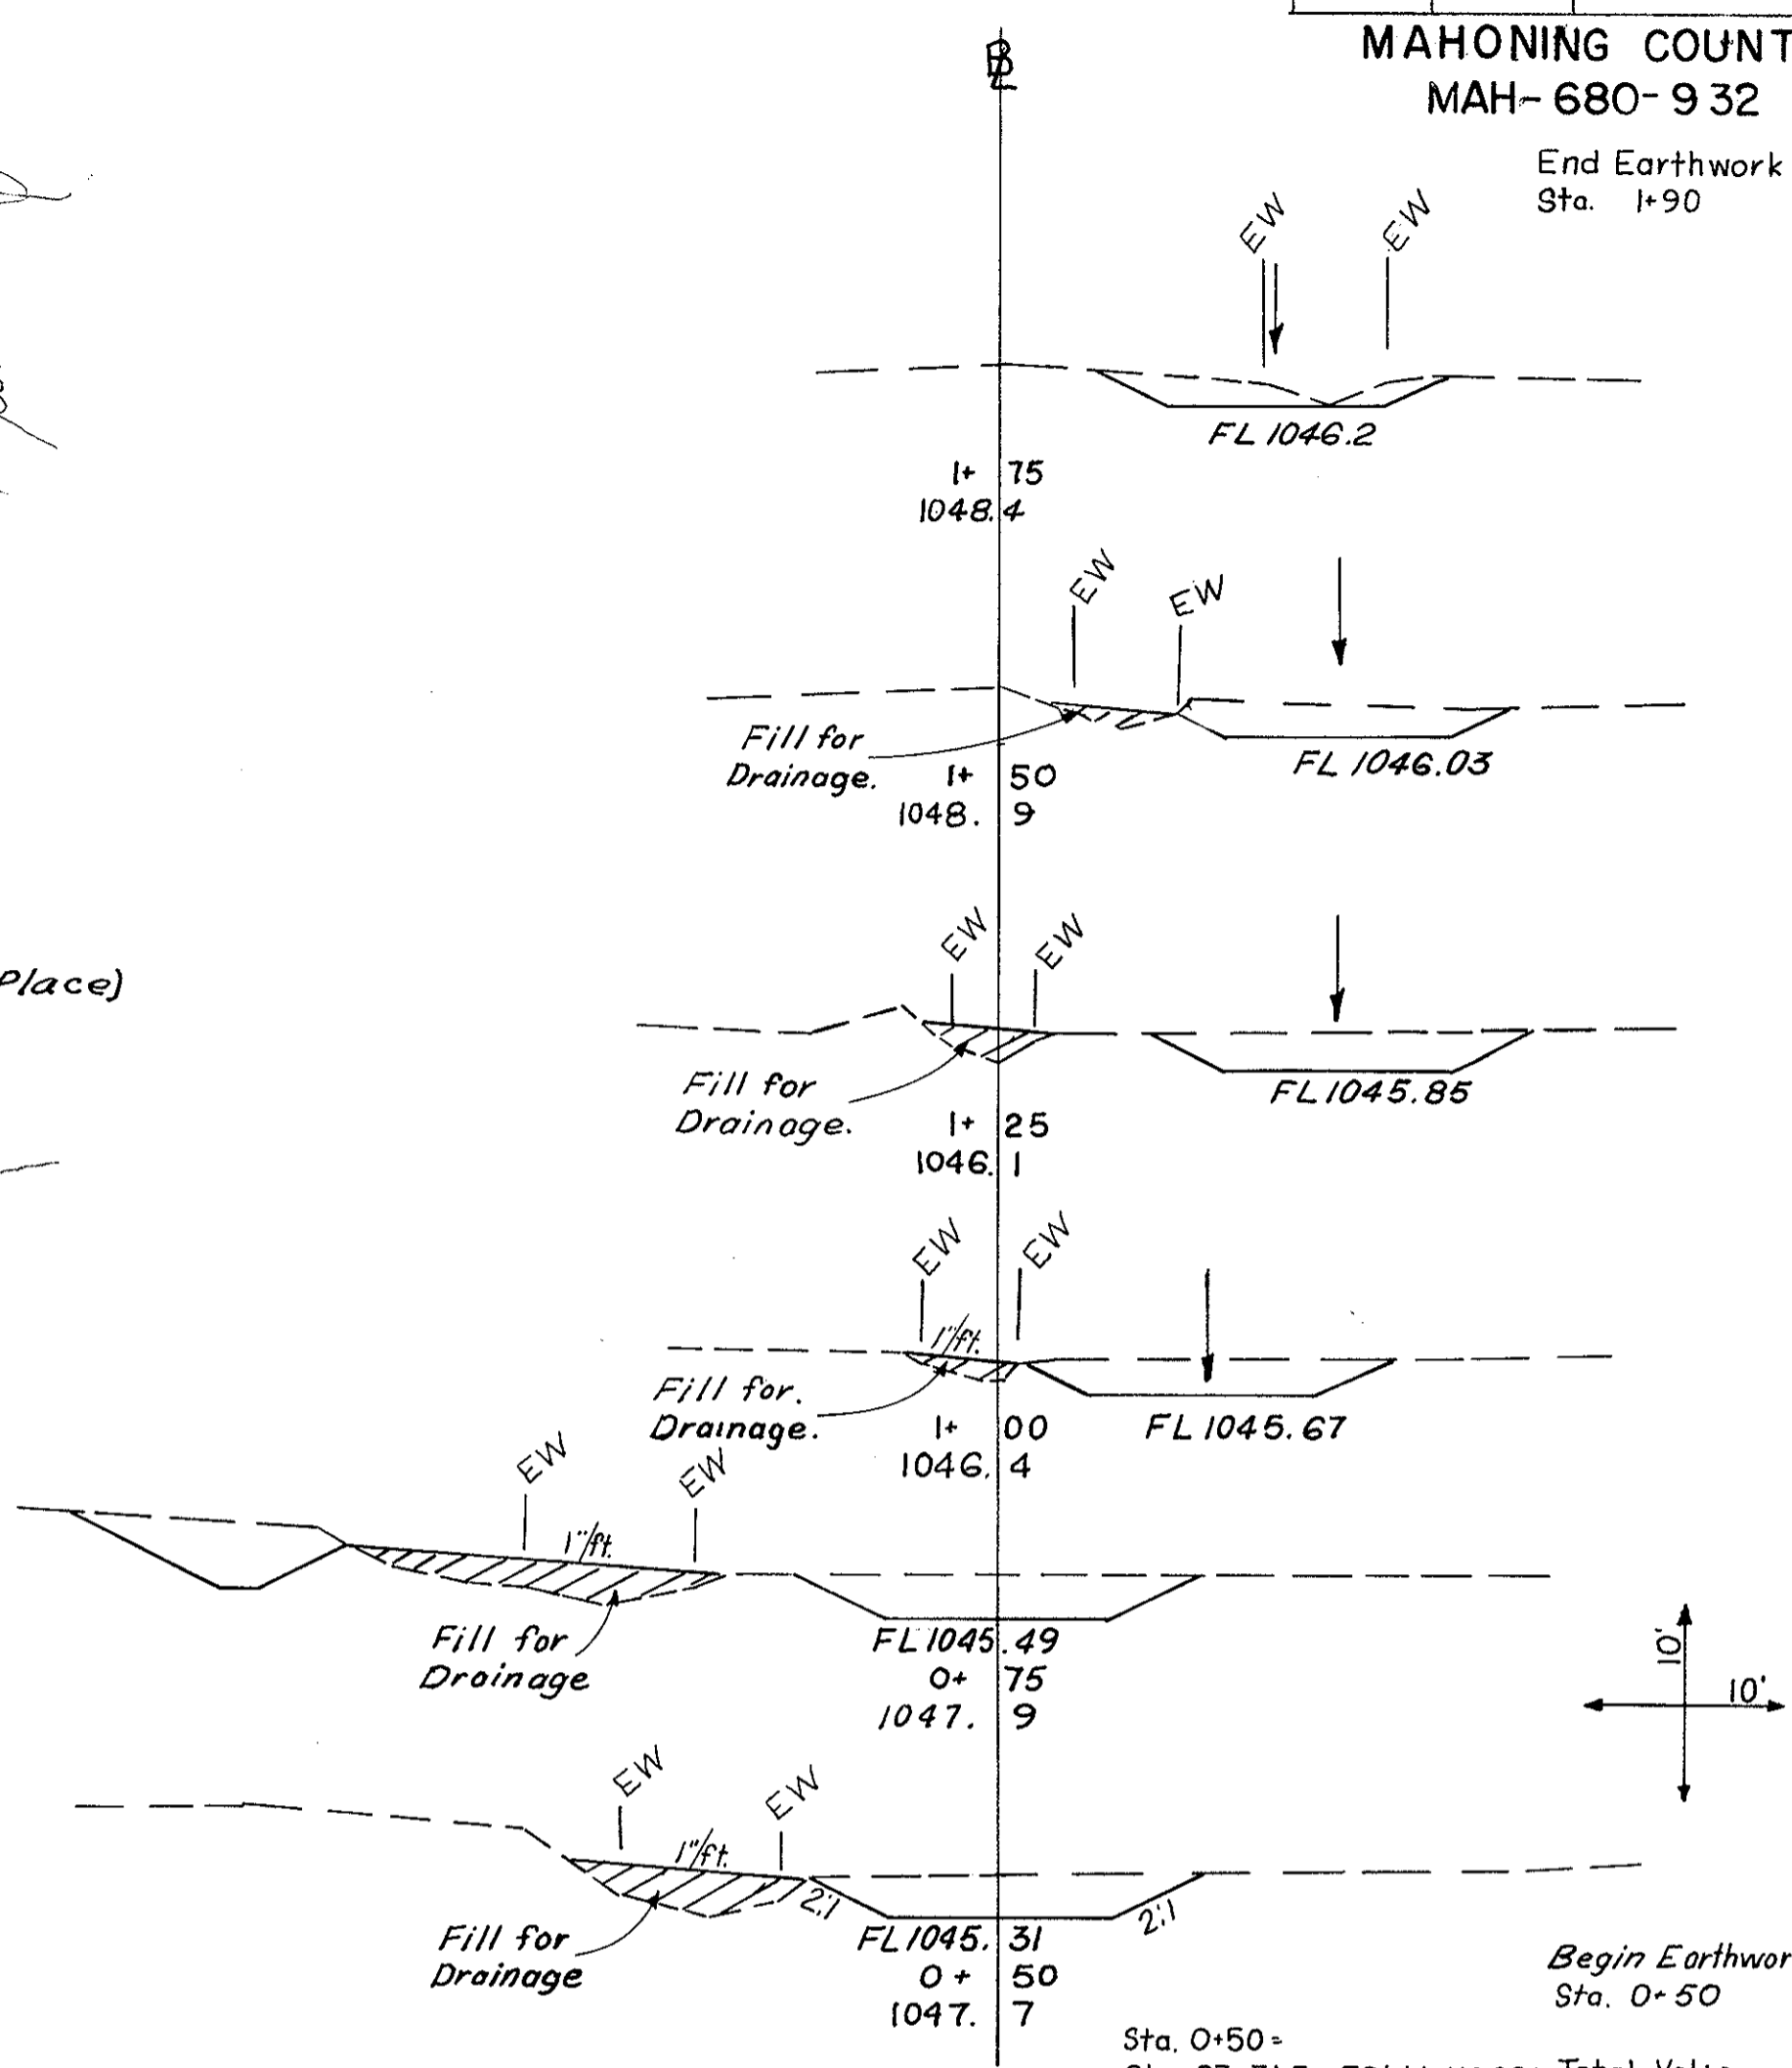 MAHONING COUNT
MAH-680-932
End Earthwork
Sta. 1+90
EW EW
FL 1046.2
1+ 75
1048.4
EW EW
Fill for
Drainage.
FL 1046.03
1+ 50
1048. 9
EW EW
Fill for
Drainage.
FL 1045.85
1+ 25
1046. 1
EW EW
1"/ft.
Fill for.
Drainage.
1+ 00
FL 1045.67
1046. 4
EW EW
1"/ft.
Fill for
Drainage
FL 1045.49
0+ 75
1047. 9
10'
10'
EW EW
1"/ft.
2:1
2:1
Fill for
Drainage
FL 1045. 31
0+ 50
1047. 7
Begin Earthwor
Sta. 0+50
Sta. 0+50=
Place)